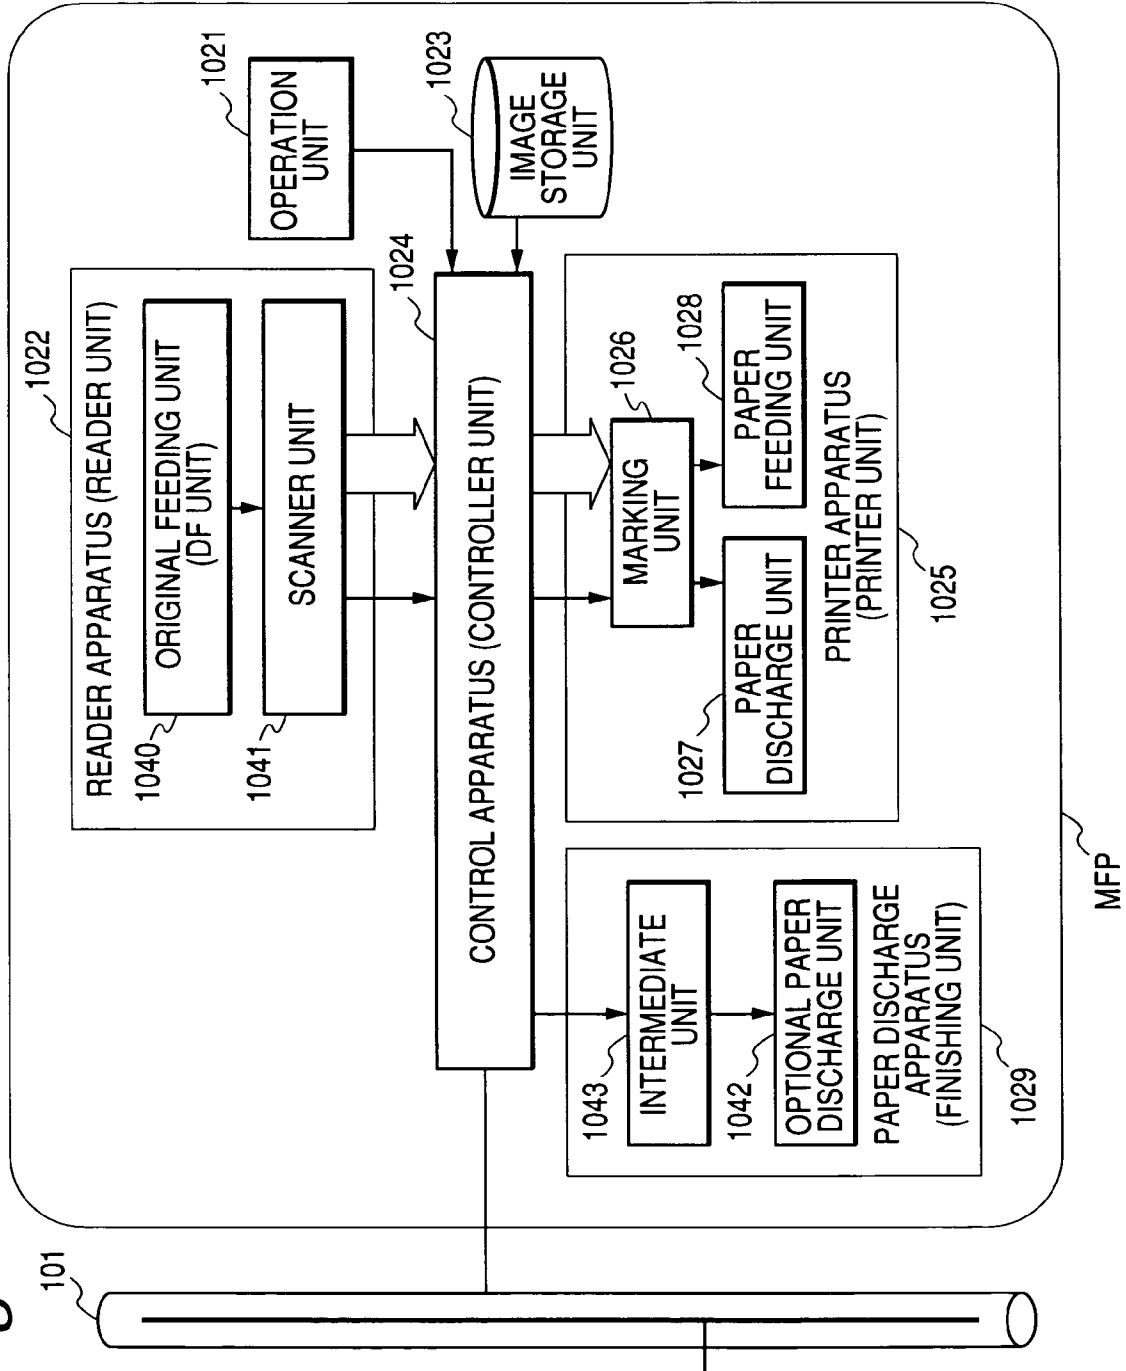 101
1022
READER APPARATUS (READER UNIT)
1040
ORIGINAL FEEDING UNIT
(DF UNIT)
1041
SCANNER UNIT
1021
OPERATION
UNIT
1024
CONTROL APPARATUS (CONTROLLER UNIT)
1023
IMAGE
STORAGE
UNIT
1043
INTERMEDIATE
UNIT
1042
OPTIONAL PAPER
DISCHARGE UNIT
PAPER DISCHARGE
APPARATUS
(FINISHING UNIT)
1029
1026
MARKING
UNIT
1027
PAPER
DISCHARGE UNIT
1028
PAPER
FEEDING UNIT
PRINTER APPARATUS
(PRINTER UNIT)
1025
MFP